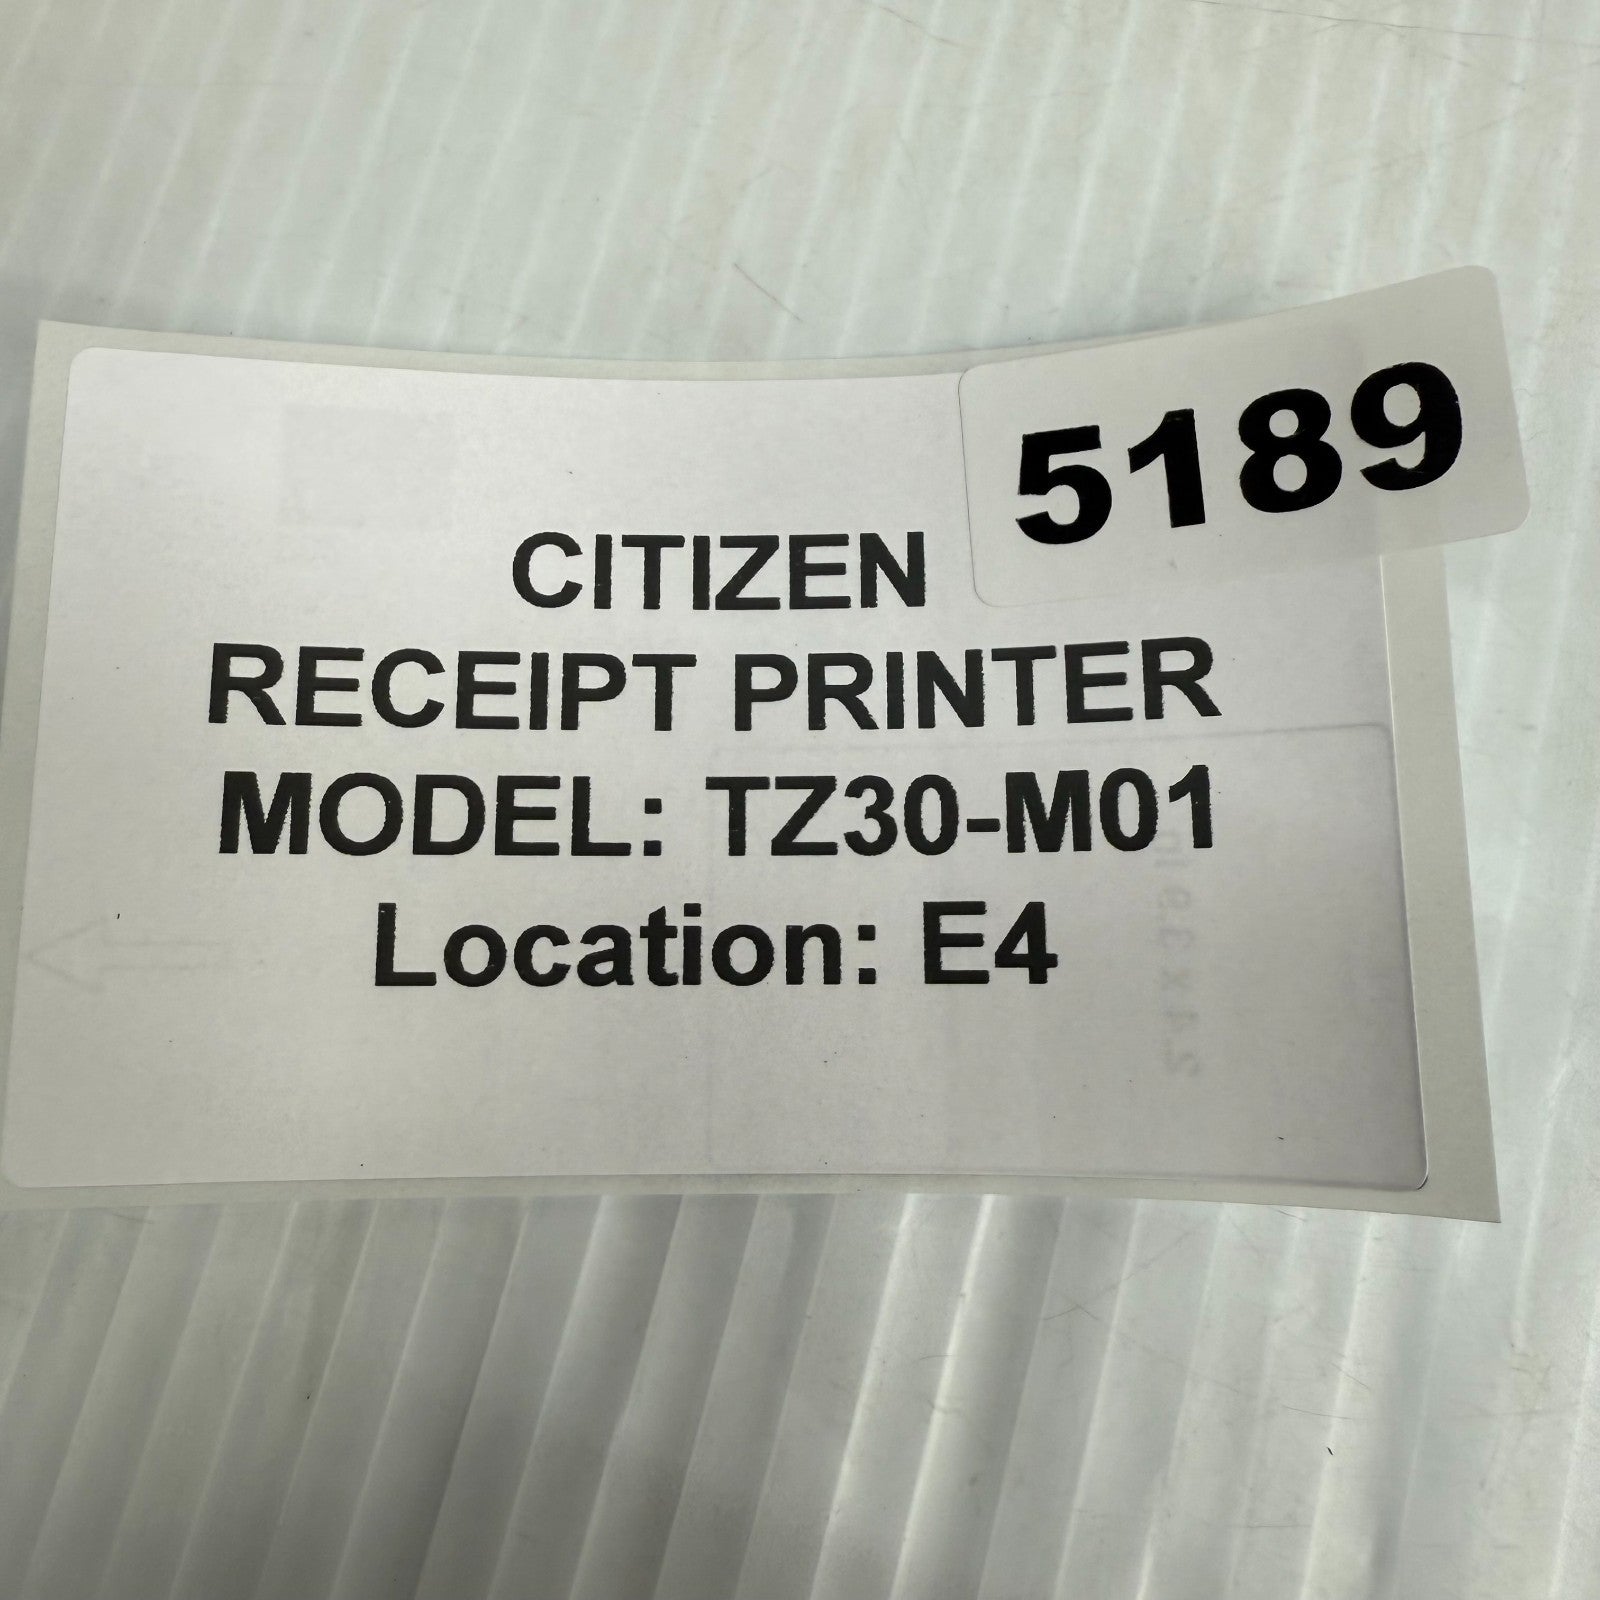 5189
CITIZEN
RECEIPT PRINTER
MODEL: TZ30-M01
Location: E4